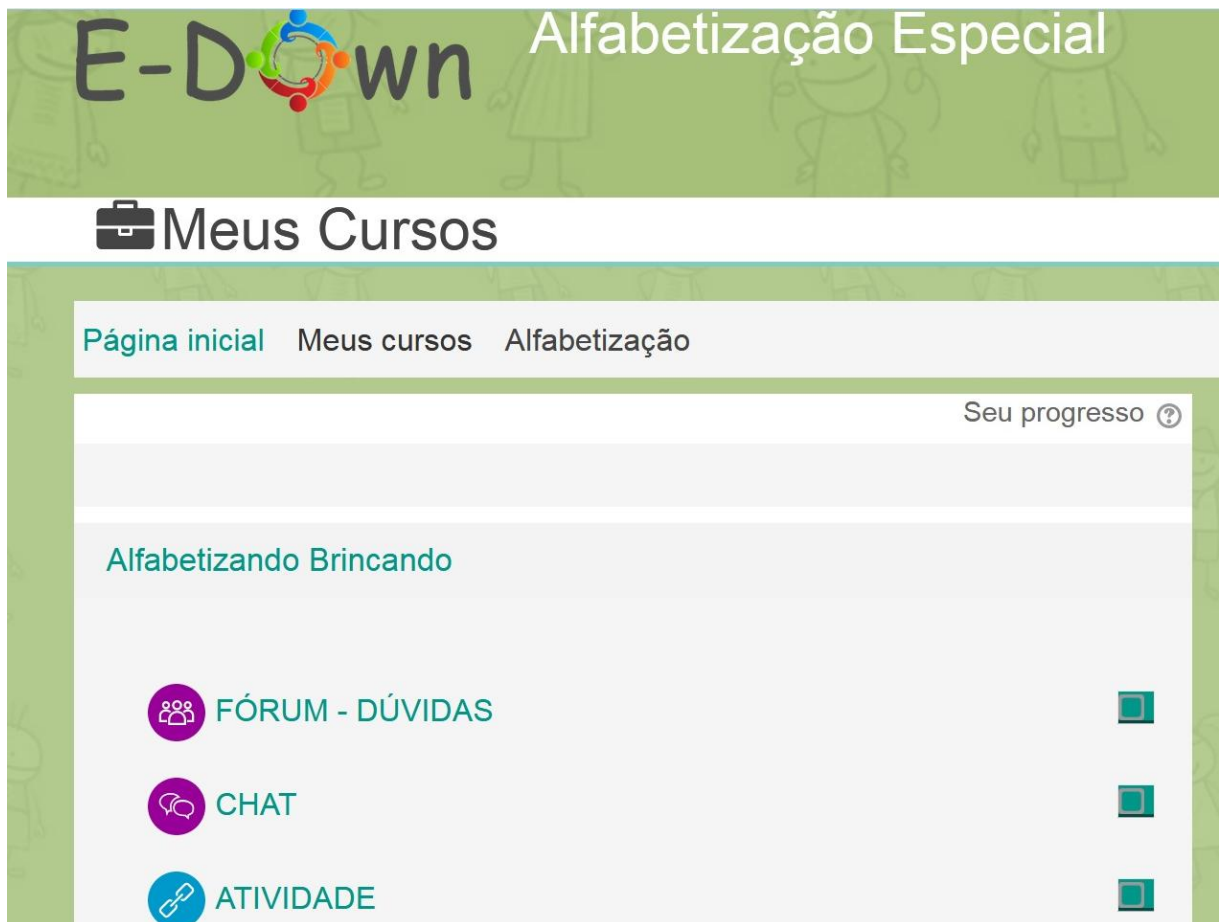 E-Down
Alfabetização Especial
Meus Cursos
Página inicial Meus cursos Alfabetização
Seu progresso
Alfabetizando Brincando
FÓRUM - DÚVIDAS
CHAT
ATIVIDADE